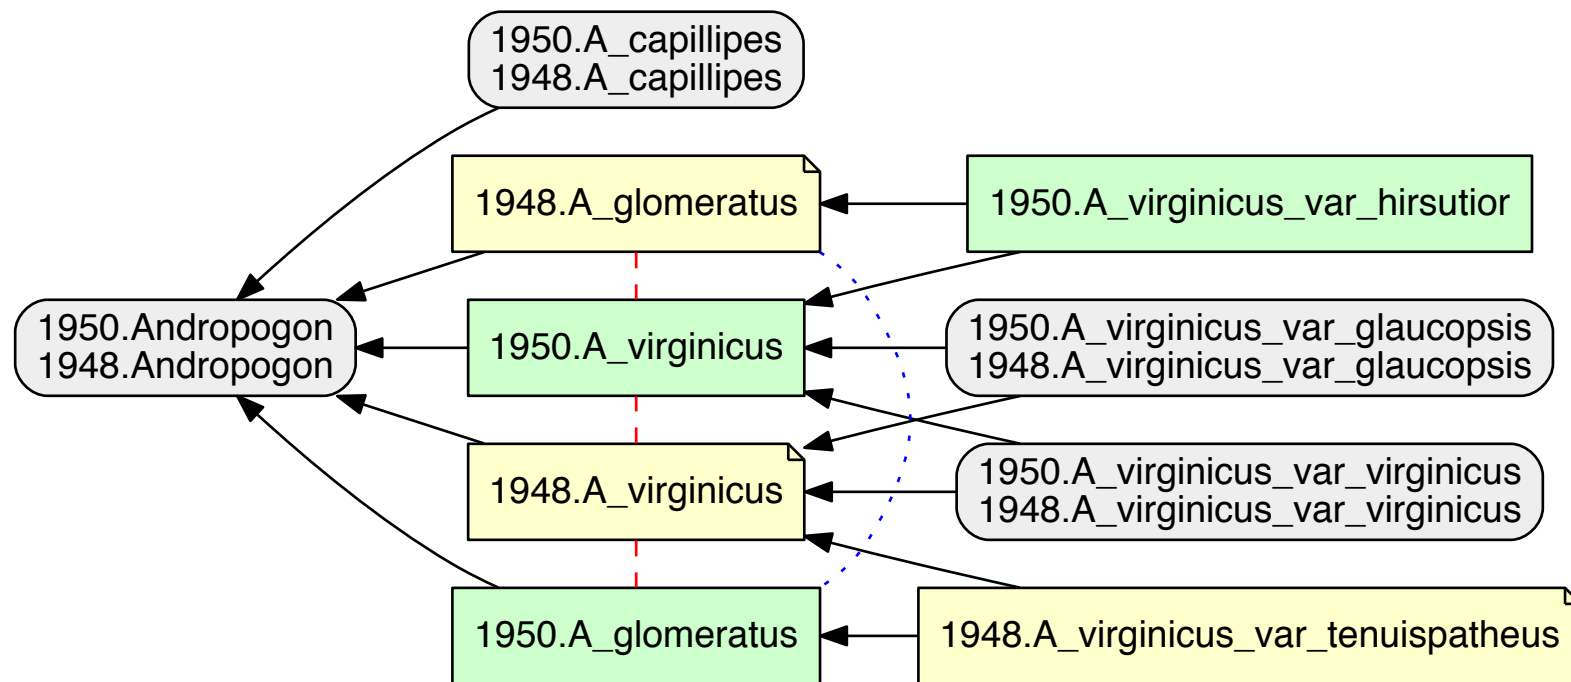 1950.A_capillipes
1948.A_capillipes
1948.A_glomeratus
1950.A_virginicus_var_hirsutior
1950.Andropogon
1948.Andropogon
1950.A_virginicus
1950.A_virginicus_var_glaucopsis
1948.A_virginicus_var_glaucopsis
1948.A_virginicus
1950.A_virginicus_var_virginicus
1948.A_virginicus_var_virginicus
1950.A_glomeratus
1948.A_virginicus_var_tenuispatheus